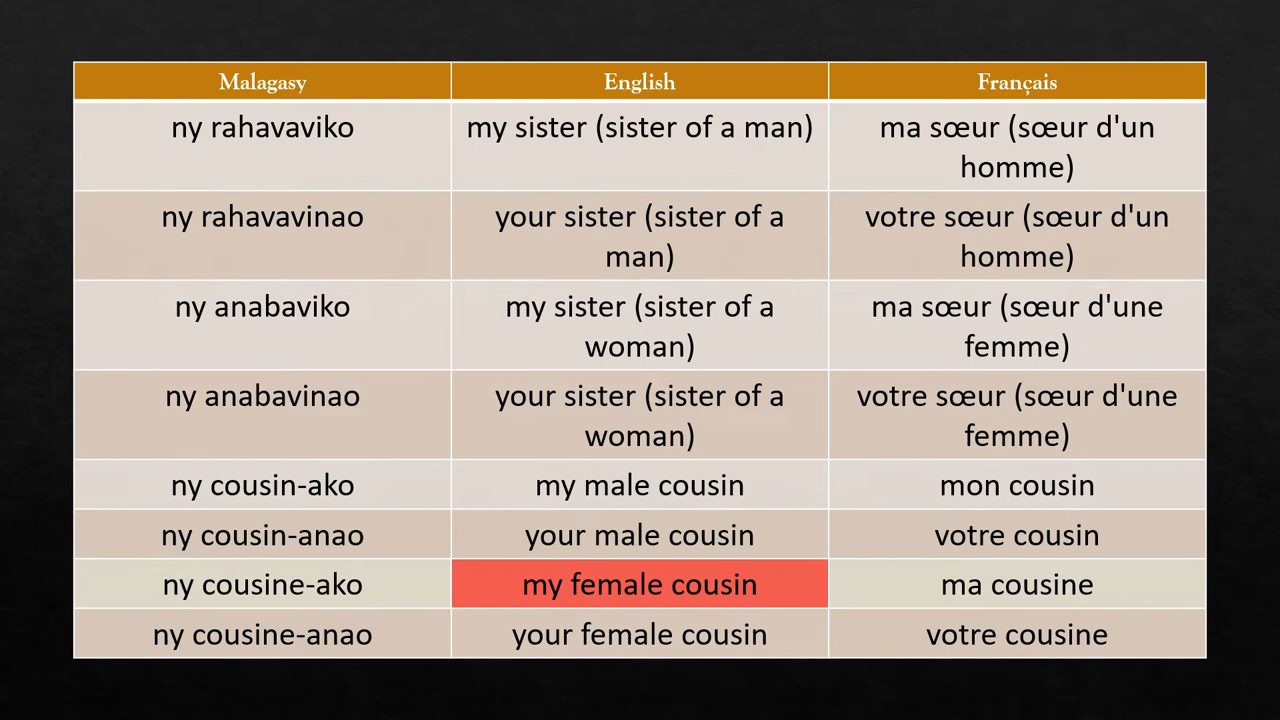 Malagasy English Français
ny rahavaviko my sister (sister of a man) ma sœur (sœur d'un
homme)
ny rahavavinao your sister (sister of a votre sœur (sœur d'un
man) homme)
ny anabaviko my sister (sister of a ma sœur (sœur d'une
woman) femme)
ny anabavinao your sister (sister of a votre sœur (sœur d'une
woman) femme)
ny cousin-ako my male cousin mon cousin
ny cousin-anao your male cousin votre cousin
ny cousine-ako my female cousin ma cousine
ny cousine-anao your female cousin votre cousine